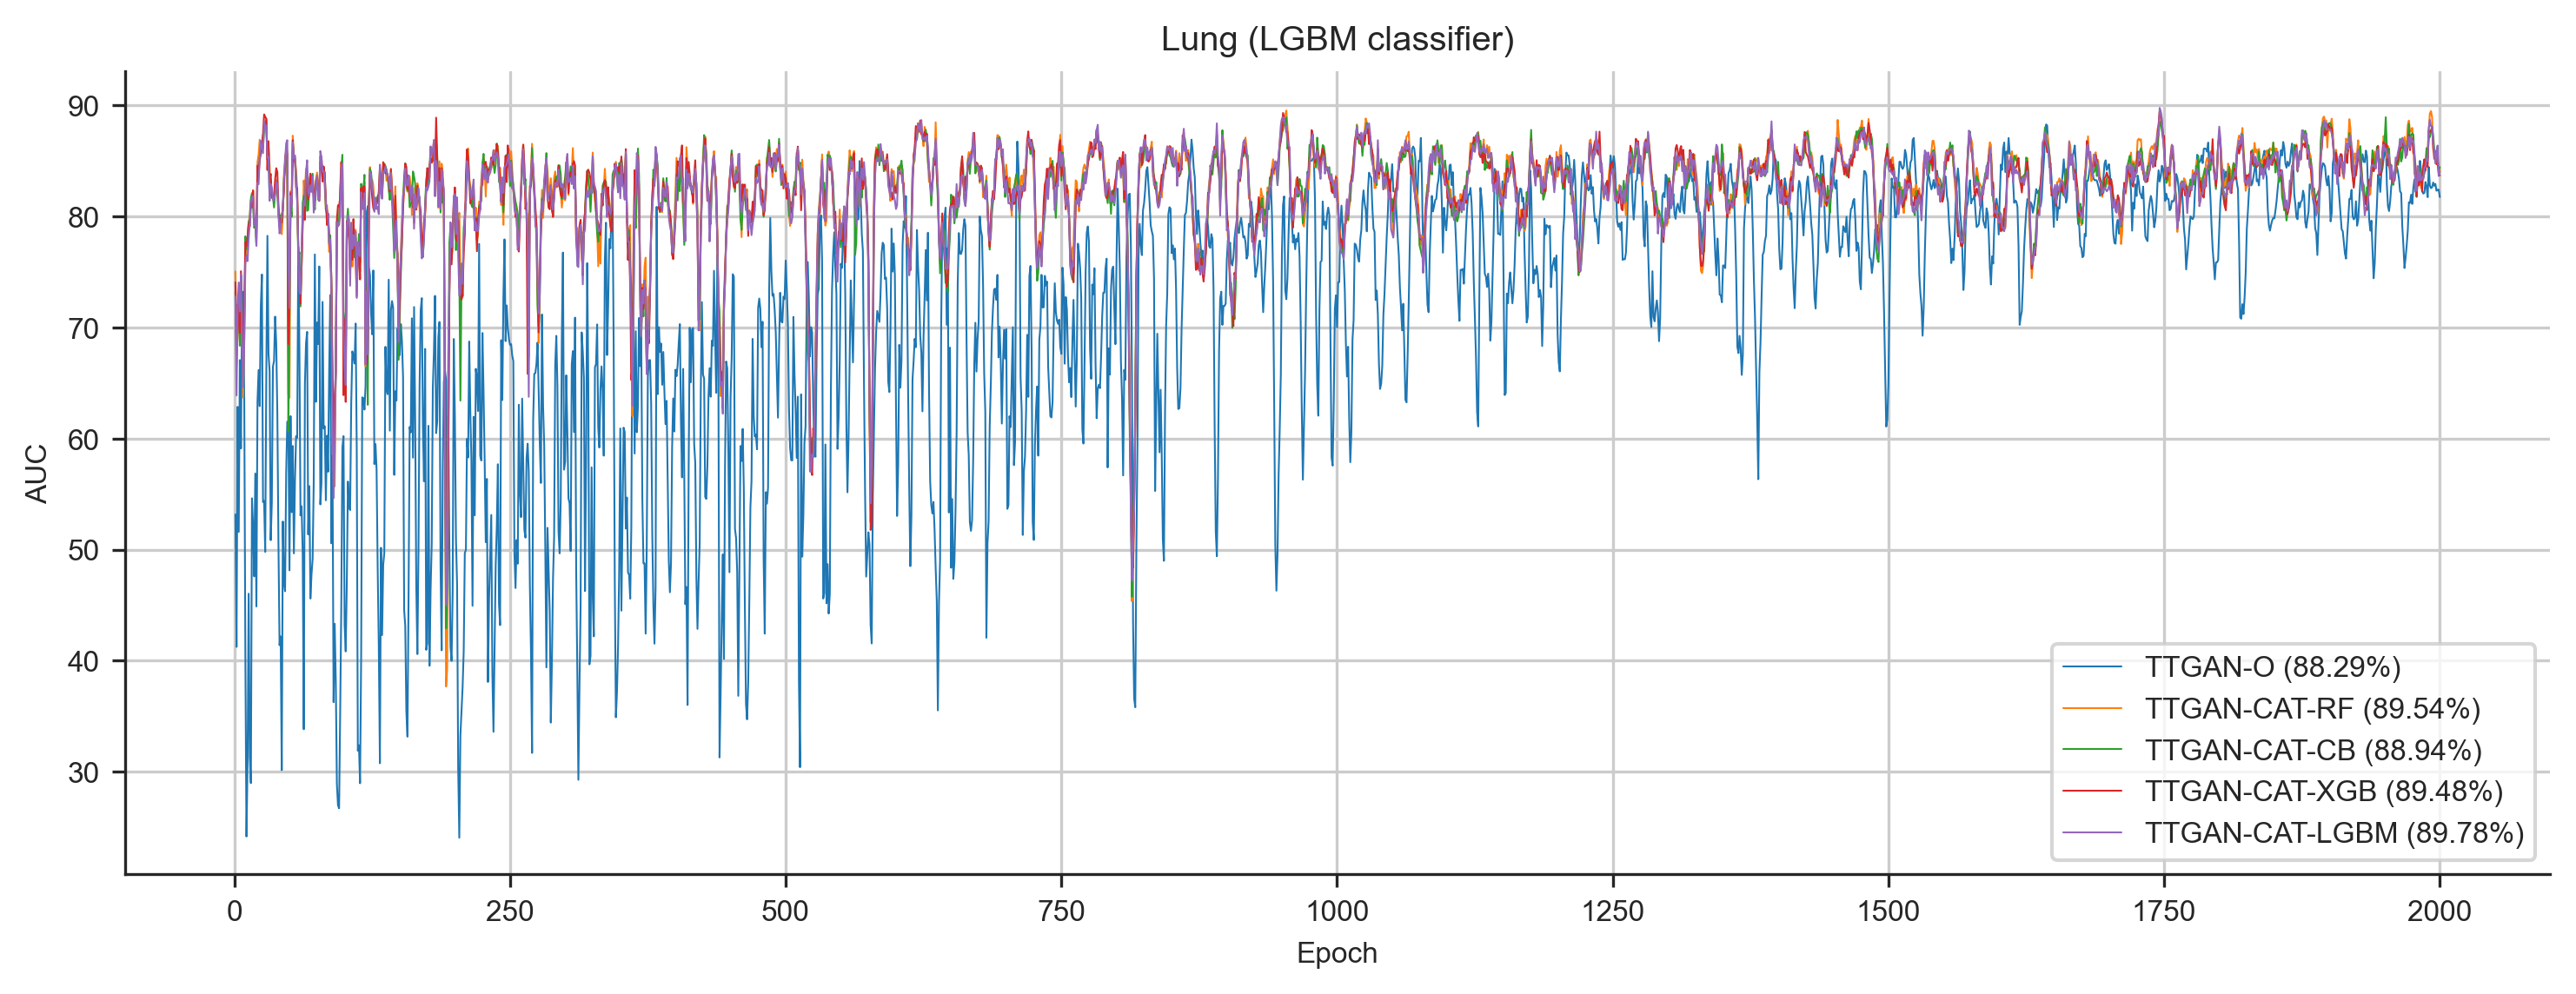 Lung (LGBM classifier)
90
80
70
60
50
40
30
AUC
0
250
500
750
1000
1250
1500
1750
2000
Epoch
TTGAN-O (88.29%)
TTGAN-CAT-RF (89.54%)
TTGAN-CAT-CB (88.94%)
TTGAN-CAT-XGB (89.48%)
TTGAN-CAT-LGBM (89.78%)